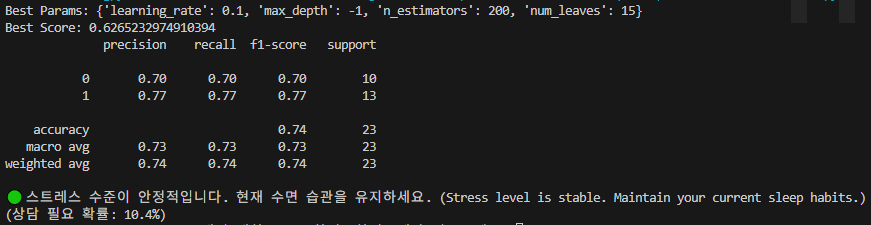 Best Params: {'learning_rate': 0.1, 'max_depth': -1, 'n_estimators': 200, 'num_leaves': 15}
Best Score: 0.6265232974910394
precision recall f1-score support
0 0.70 0.70 0.70 10
1 0.77 0.77 0.77 13
accuracy 0.74 23
macro avg 0.73 0.73 0.73 23
weighted avg 0.74 0.74 0.74 23
스트레스 수준이 안정적입니다. 현재 수면 습관을 유지하세요. (Stress level is stable. Maintain your current sleep habits.)
(상담 필요 확률: 10.4%)